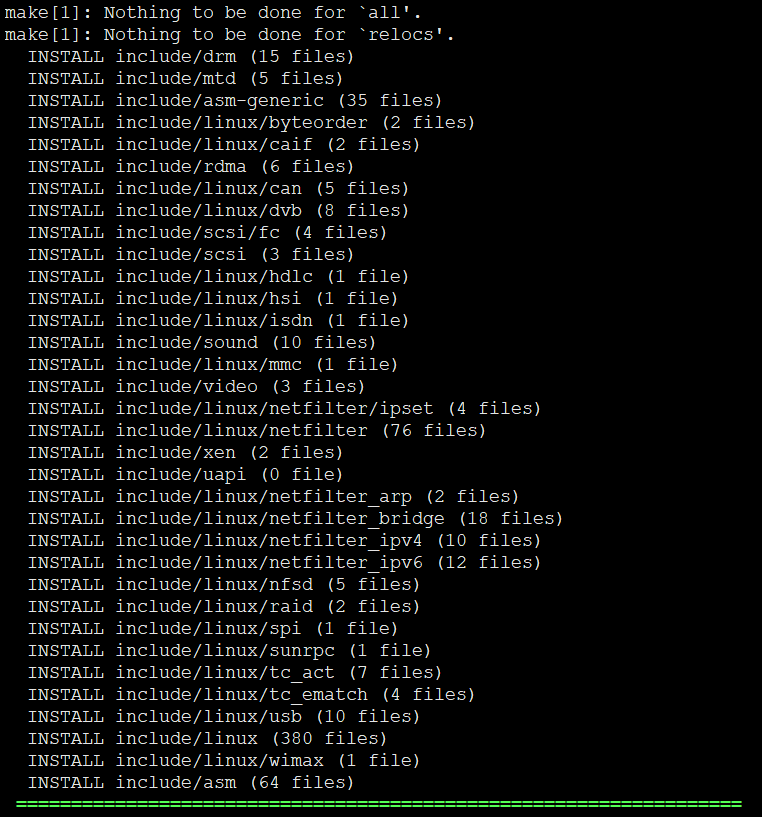 make[1]: Nothing to be done for `all'.
make[1]: Nothing to be done for `relocs'.
  INSTALL include/drm (15 files)
  INSTALL include/mtd (5 files)
  INSTALL include/asm-generic (35 files)
  INSTALL include/linux/byteorder (2 files)
  INSTALL include/linux/caif (2 files)
  INSTALL include/rdma (6 files)
  INSTALL include/linux/can (5 files)
  INSTALL include/linux/dvb (8 files)
  INSTALL include/scsi/fc (4 files)
  INSTALL include/scsi (3 files)
  INSTALL include/linux/hdlc (1 file)
  INSTALL include/linux/hsi (1 file)
  INSTALL include/linux/isdn (1 file)
  INSTALL include/sound (10 files)
  INSTALL include/linux/mmc (1 file)
  INSTALL include/video (3 files)
  INSTALL include/linux/netfilter/ipset (4 files)
  INSTALL include/linux/netfilter (76 files)
  INSTALL include/xen (2 files)
  INSTALL include/uapi (0 file)
  INSTALL include/linux/netfilter_arp (2 files)
  INSTALL include/linux/netfilter_bridge (18 files)
  INSTALL include/linux/netfilter_ipv4 (10 files)
  INSTALL include/linux/netfilter_ipv6 (12 files)
  INSTALL include/linux/nfsd (5 files)
  INSTALL include/linux/raid (2 files)
  INSTALL include/linux/spi (1 file)
  INSTALL include/linux/sunrpc (1 file)
  INSTALL include/linux/tc_act (7 files)
  INSTALL include/linux/tc_ematch (4 files)
  INSTALL include/linux/usb (10 files)
  INSTALL include/linux (380 files)
  INSTALL include/linux/wimax (1 file)
  INSTALL include/asm (64 files)
 ==================================================================